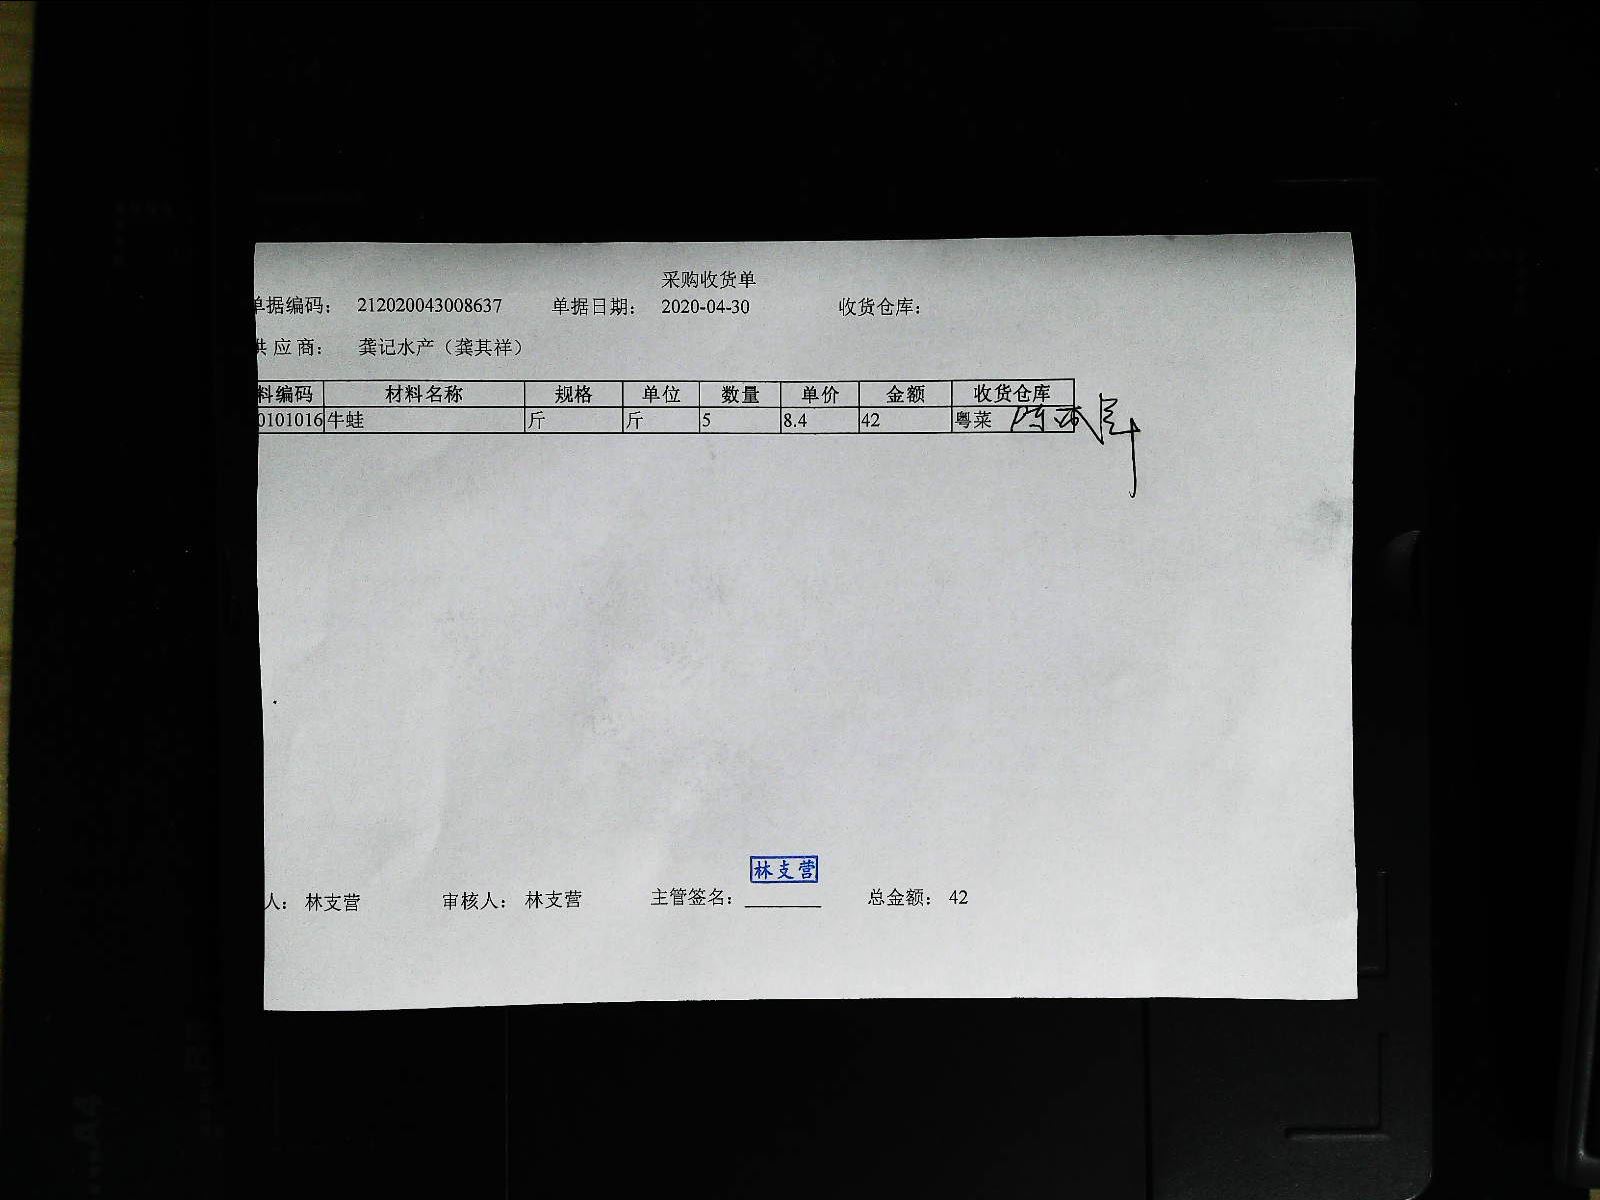 采购收货单
单据编码： 212020043008637 单据日期： 2020-04-30 收货仓库：
供应商： 龚记水产（龚其祥）
料编码 材料名称 规格 单位 数量 单价 金额 收货仓库
0101016 牛蛙 斤 斤 5 8.4 42 粤菜
林支营
人： 林支营 审核人： 林支营 主管签名： 总金额： 42
A4